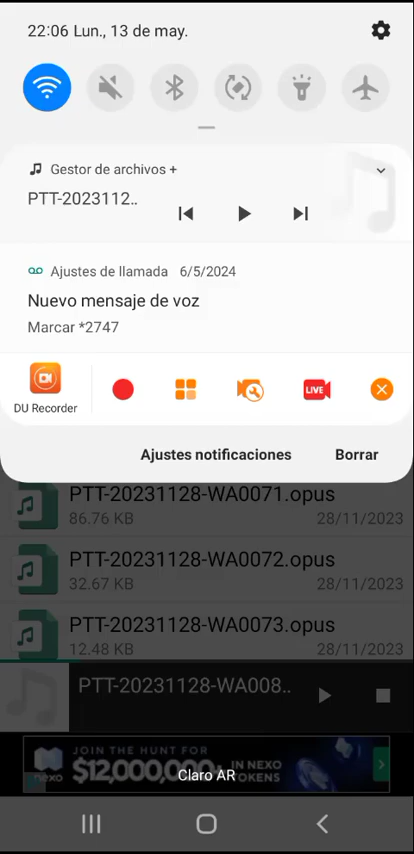 22:06 Lun., 13 de may.
Gestor de archivos +
PTT-2023112..
Ajustes de llamada 6/5/2024
Nuevo mensaje de voz
Marcar *2747
DU Recorder
LIVE
Ajustes notificaciones Borrar
PTT-20231128-WA0071.opus
86.76 KB 28/11/2023
PTT-20231128-WA0072.opus
32.67 KB 28/11/2023
PTT-20231128-WA0073.opus
12.48 KB 28/11/2023
PTT-20231128-WA008..
JOIN THE HUNT FOR
nexo $12,000,000+ IN NEXO TOKENS
Claro AR